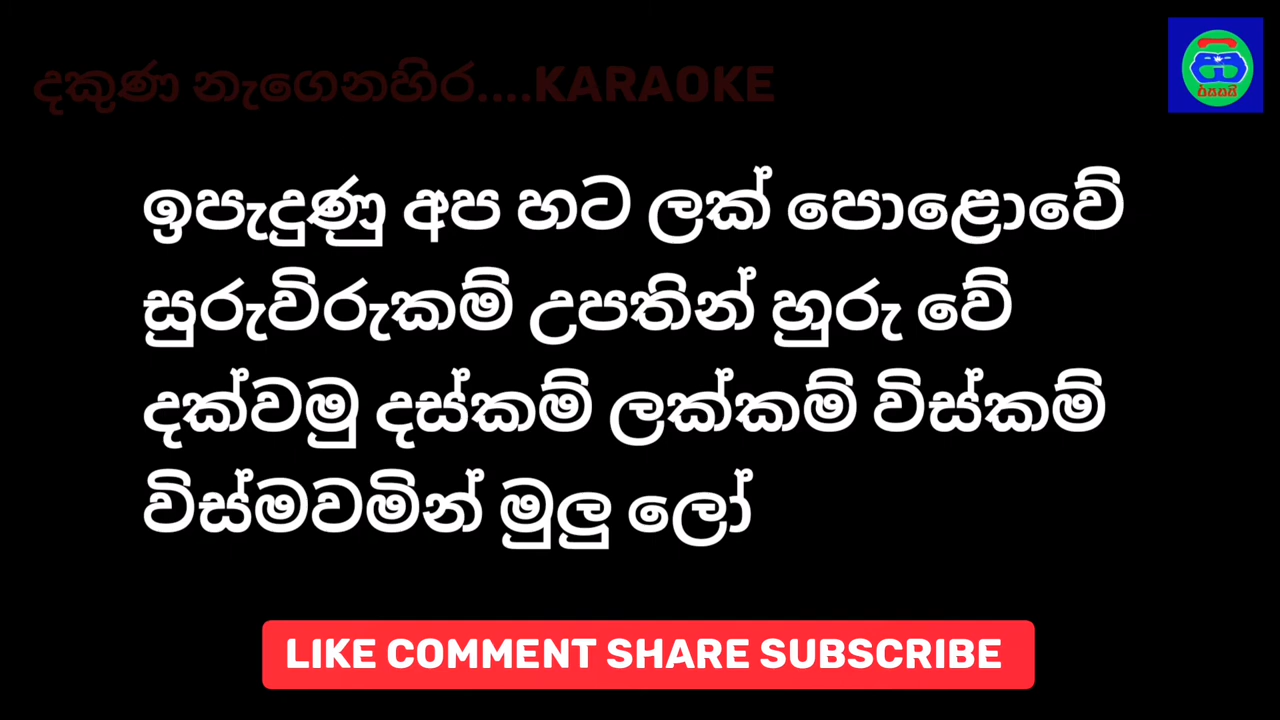 දකුණ නැගෙනහිර....KARAOKE
ඉපැදුණු අප හට ලක් පොළොවේ
සුරුවිරුකම් උපතින් හුරු වේ
දක්වමු දස්කම් ලක්කම් විස්කම්
විස්මවමින් මුලු ලෝ
LIKE COMMENT SHARE SUBSCRIBE